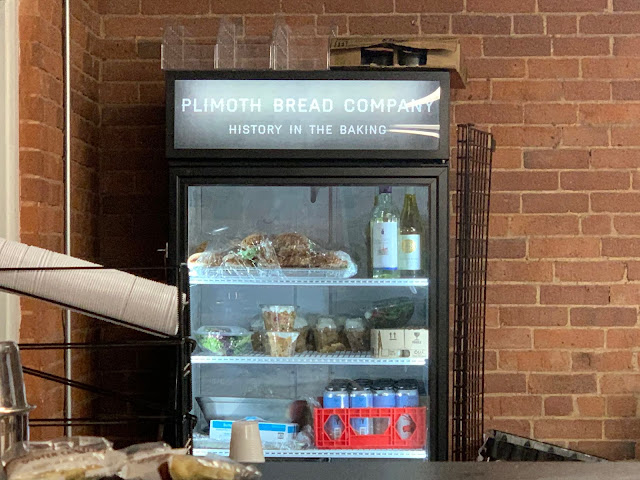 PLIMOTH BREAD COMPANY
HISTORY IN THE BAKING